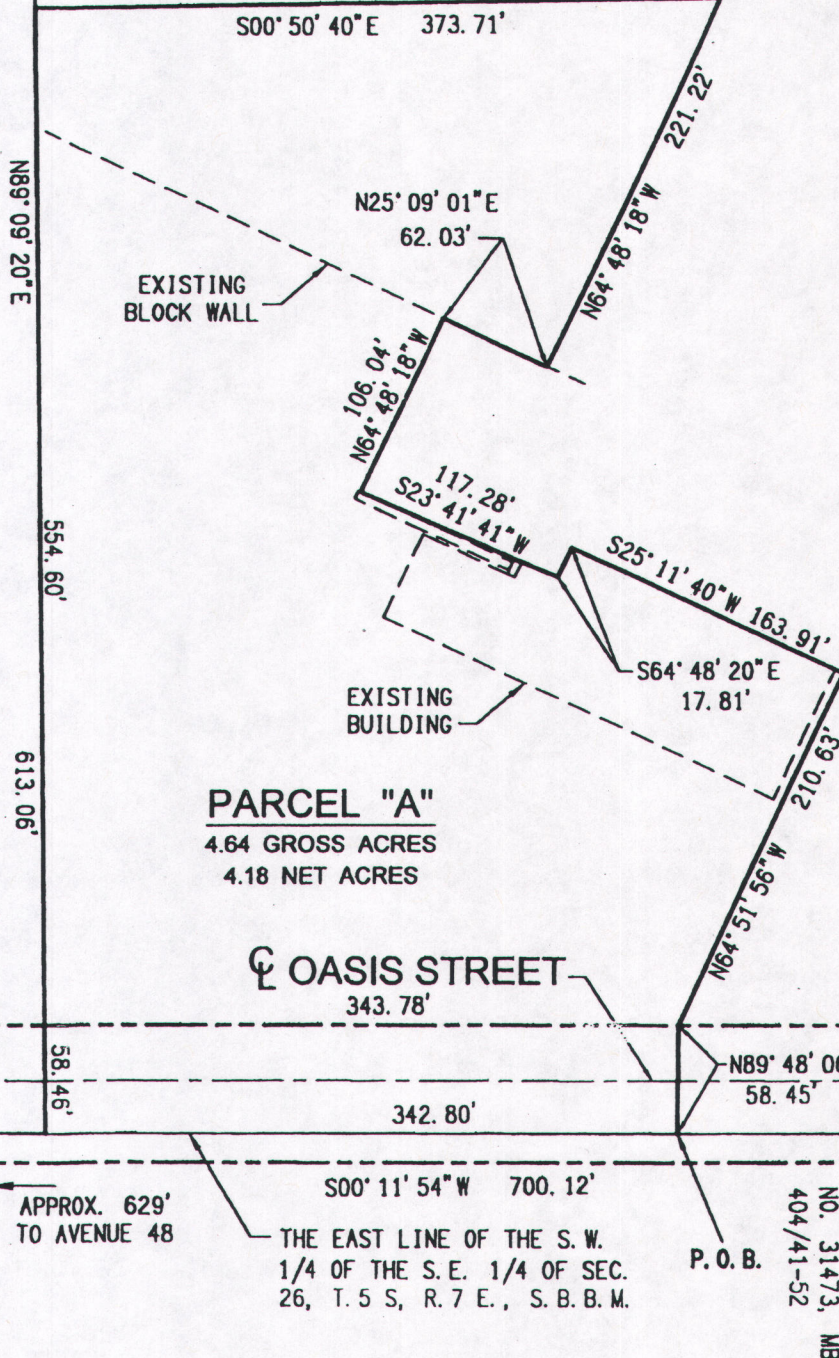 S00° 50' 40"E 373.71'
221.22'
N64° 48' 18"W
N89° 09' 20"E
N25° 09' 01"E
62.03'
EXISTING
BLOCK WALL
106.04'
N64° 48' 18"W
117.28'
S23° 41' 41"W
554.60'
S25° 11' 40"W 163.91'
S64° 48' 20"E
17.81'
EXISTING
BUILDING
210.63'
N64° 51' 56"W
613.06'
PARCEL "A"
4.64 GROSS ACRES
4.18 NET ACRES
℄ OASIS STREET
343.78'
58.46'
N89° 48'
58.45'
342.80'
S00° 11' 54"W 700.12'
APPROX. 629'
TO AVENUE 48
THE EAST LINE OF THE S.W.
1/4 OF THE S.E. 1/4 OF SEC.
26, T.5 S, R.7 E., S.B.B.M.
P.O.B.
NO. 31473,
404/41-52